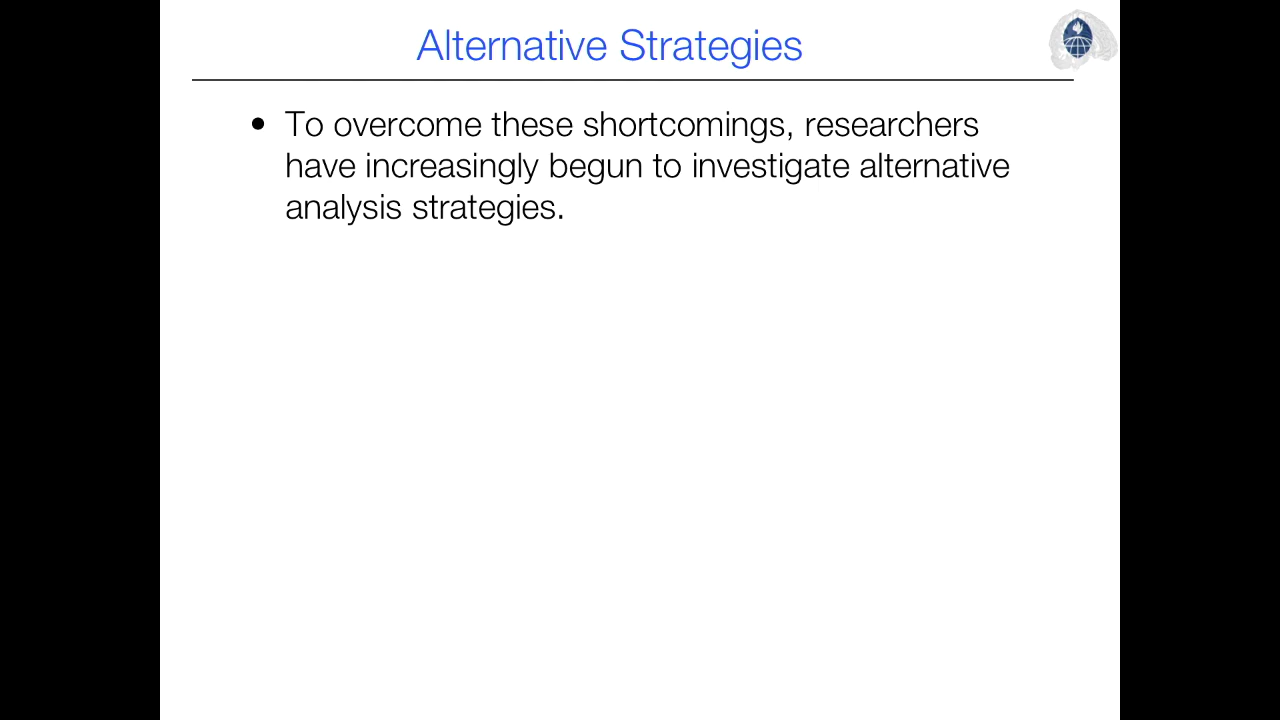 Alternative Strategies
• To overcome these shortcomings, researchers
have increasingly begun to investigate alternative
analysis strategies.